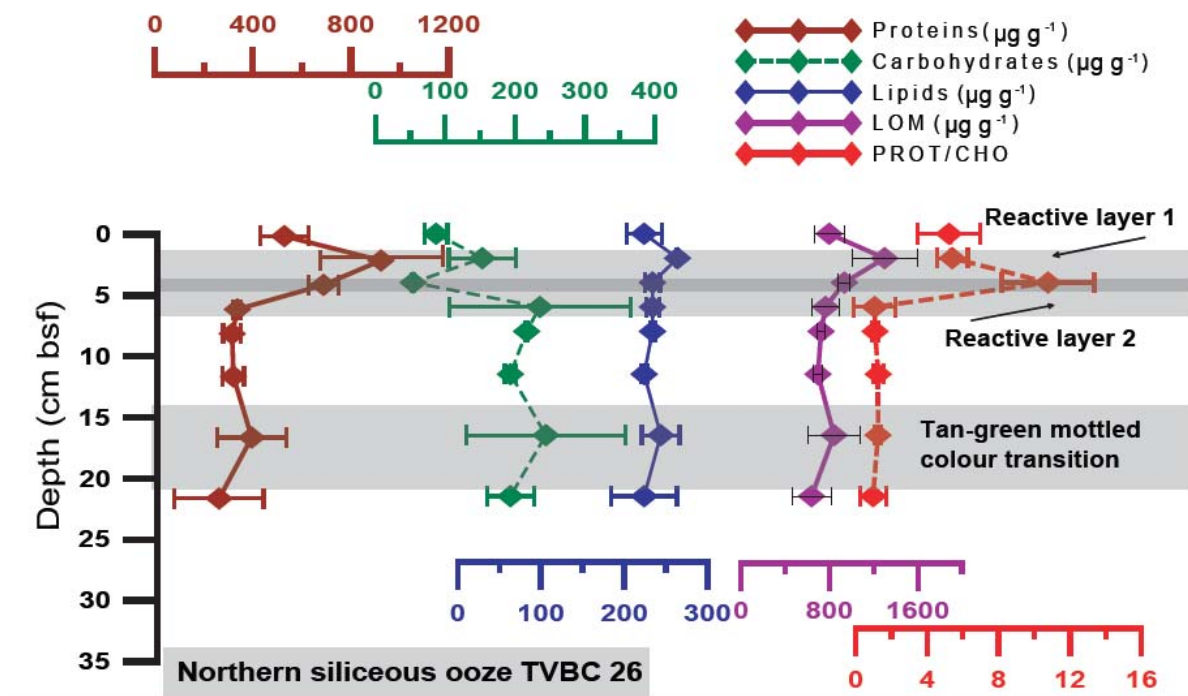 0 400 800 1200
0 100 200 300 400
Proteins (µg g⁻¹)
Carbohydrates (µg g⁻¹)
Lipids (µg g⁻¹)
LOM (µg g⁻¹)
PROT/CHO
Depth (cm bsf)
0
5
10
15
20
25
30
35
Reactive layer 1
Reactive layer 2
Tan-green mottled
colour transition
0 100 200 300
0 800 1600
0 4 8 12 16
Northern siliceous ooze TVBC 26